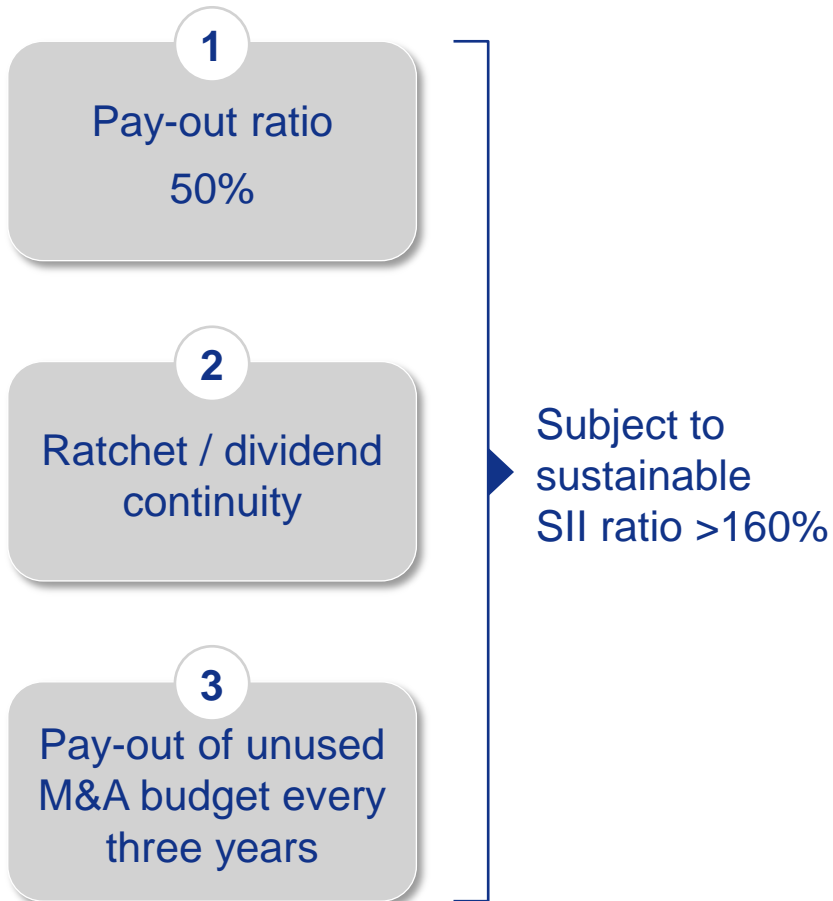 1
Pay-out ratio
50%
2
Ratchet / dividend
continuity
3
Pay-out of unused
M&A budget every
three years
Subject to
sustainable
SII ratio >160%